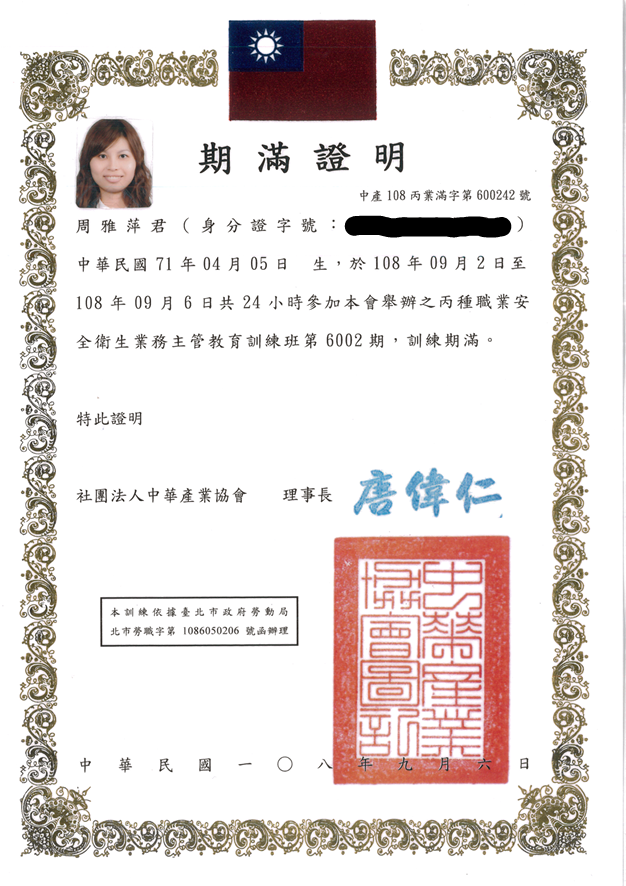 期滿證明
中產 108 丙業滿字第 600242 號
周雅萍君(身分證字號：)
中華民國 71 年 04 月 05 日 生，於 108 年 09 月 2 日至
108 年 09 月 6 日共 24 小時參加本會舉辦之丙種職業安
全衛生業務主管教育訓練班第 6002 期，訓練期滿。
特此證明
社團法人中華產業協會 理事長 唐偉仁
中華產業
協會圖記
本訓練依據臺北市政府勞動局
北市勞職字第 1086050206 號函辦理
中華民國一〇八年九月六日